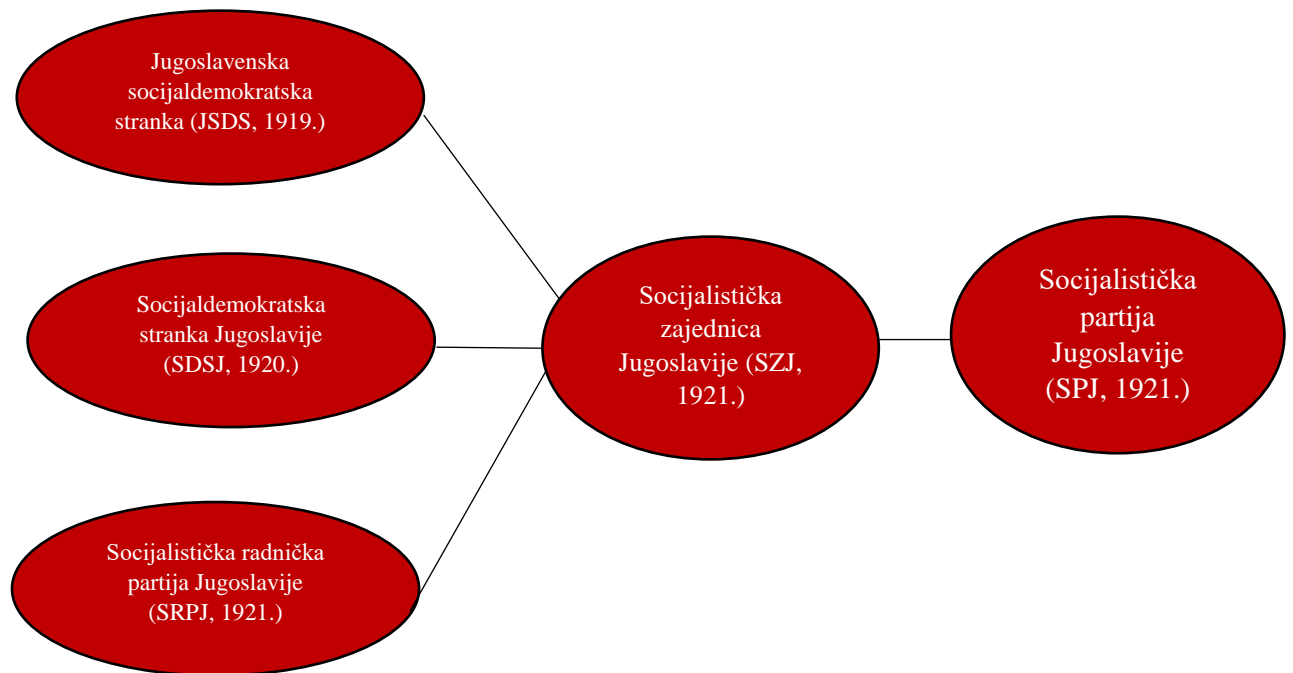 Jugoslavenska
socijaldemokratska
stranka (JSDS, 1919.)
Socijaldemokratska
stranka Jugoslavije
(SDSJ, 1920.)
Socijalistička radnička
partija Jugoslavije
(SRPJ, 1921.)
Socijalistička
zajednica
Jugoslavije (SZJ,
1921.)
Socijalistička
partija
Jugoslavije
(SPJ, 1921.)